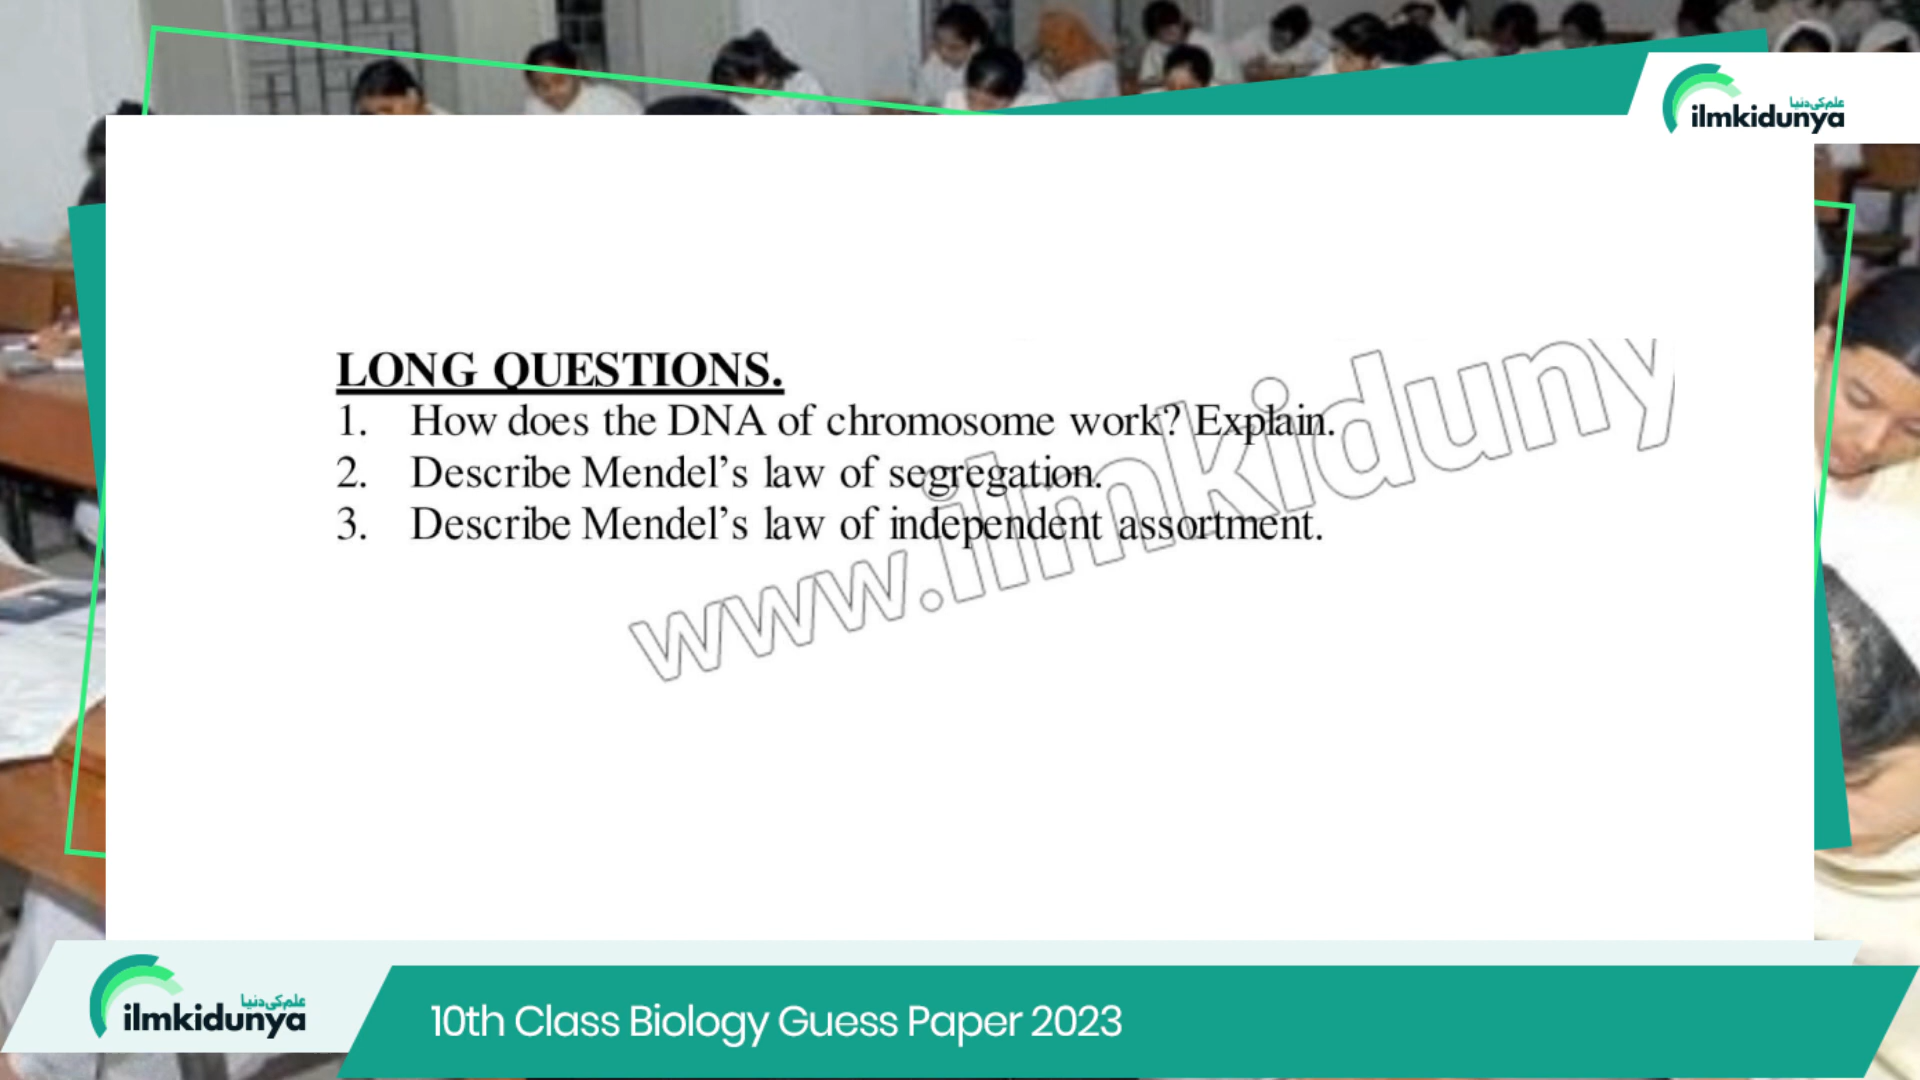 علم کی دنیا
ilmkidunya
LONG QUESTIONS.
1. How does the DNA of chromosome work? Explain.
2. Describe Mendel’s law of segregation.
3. Describe Mendel’s law of independent assortment.
www.ilmkiduny
علم کی دنیا
ilmkidunya
10th Class Biology Guess Paper 2023